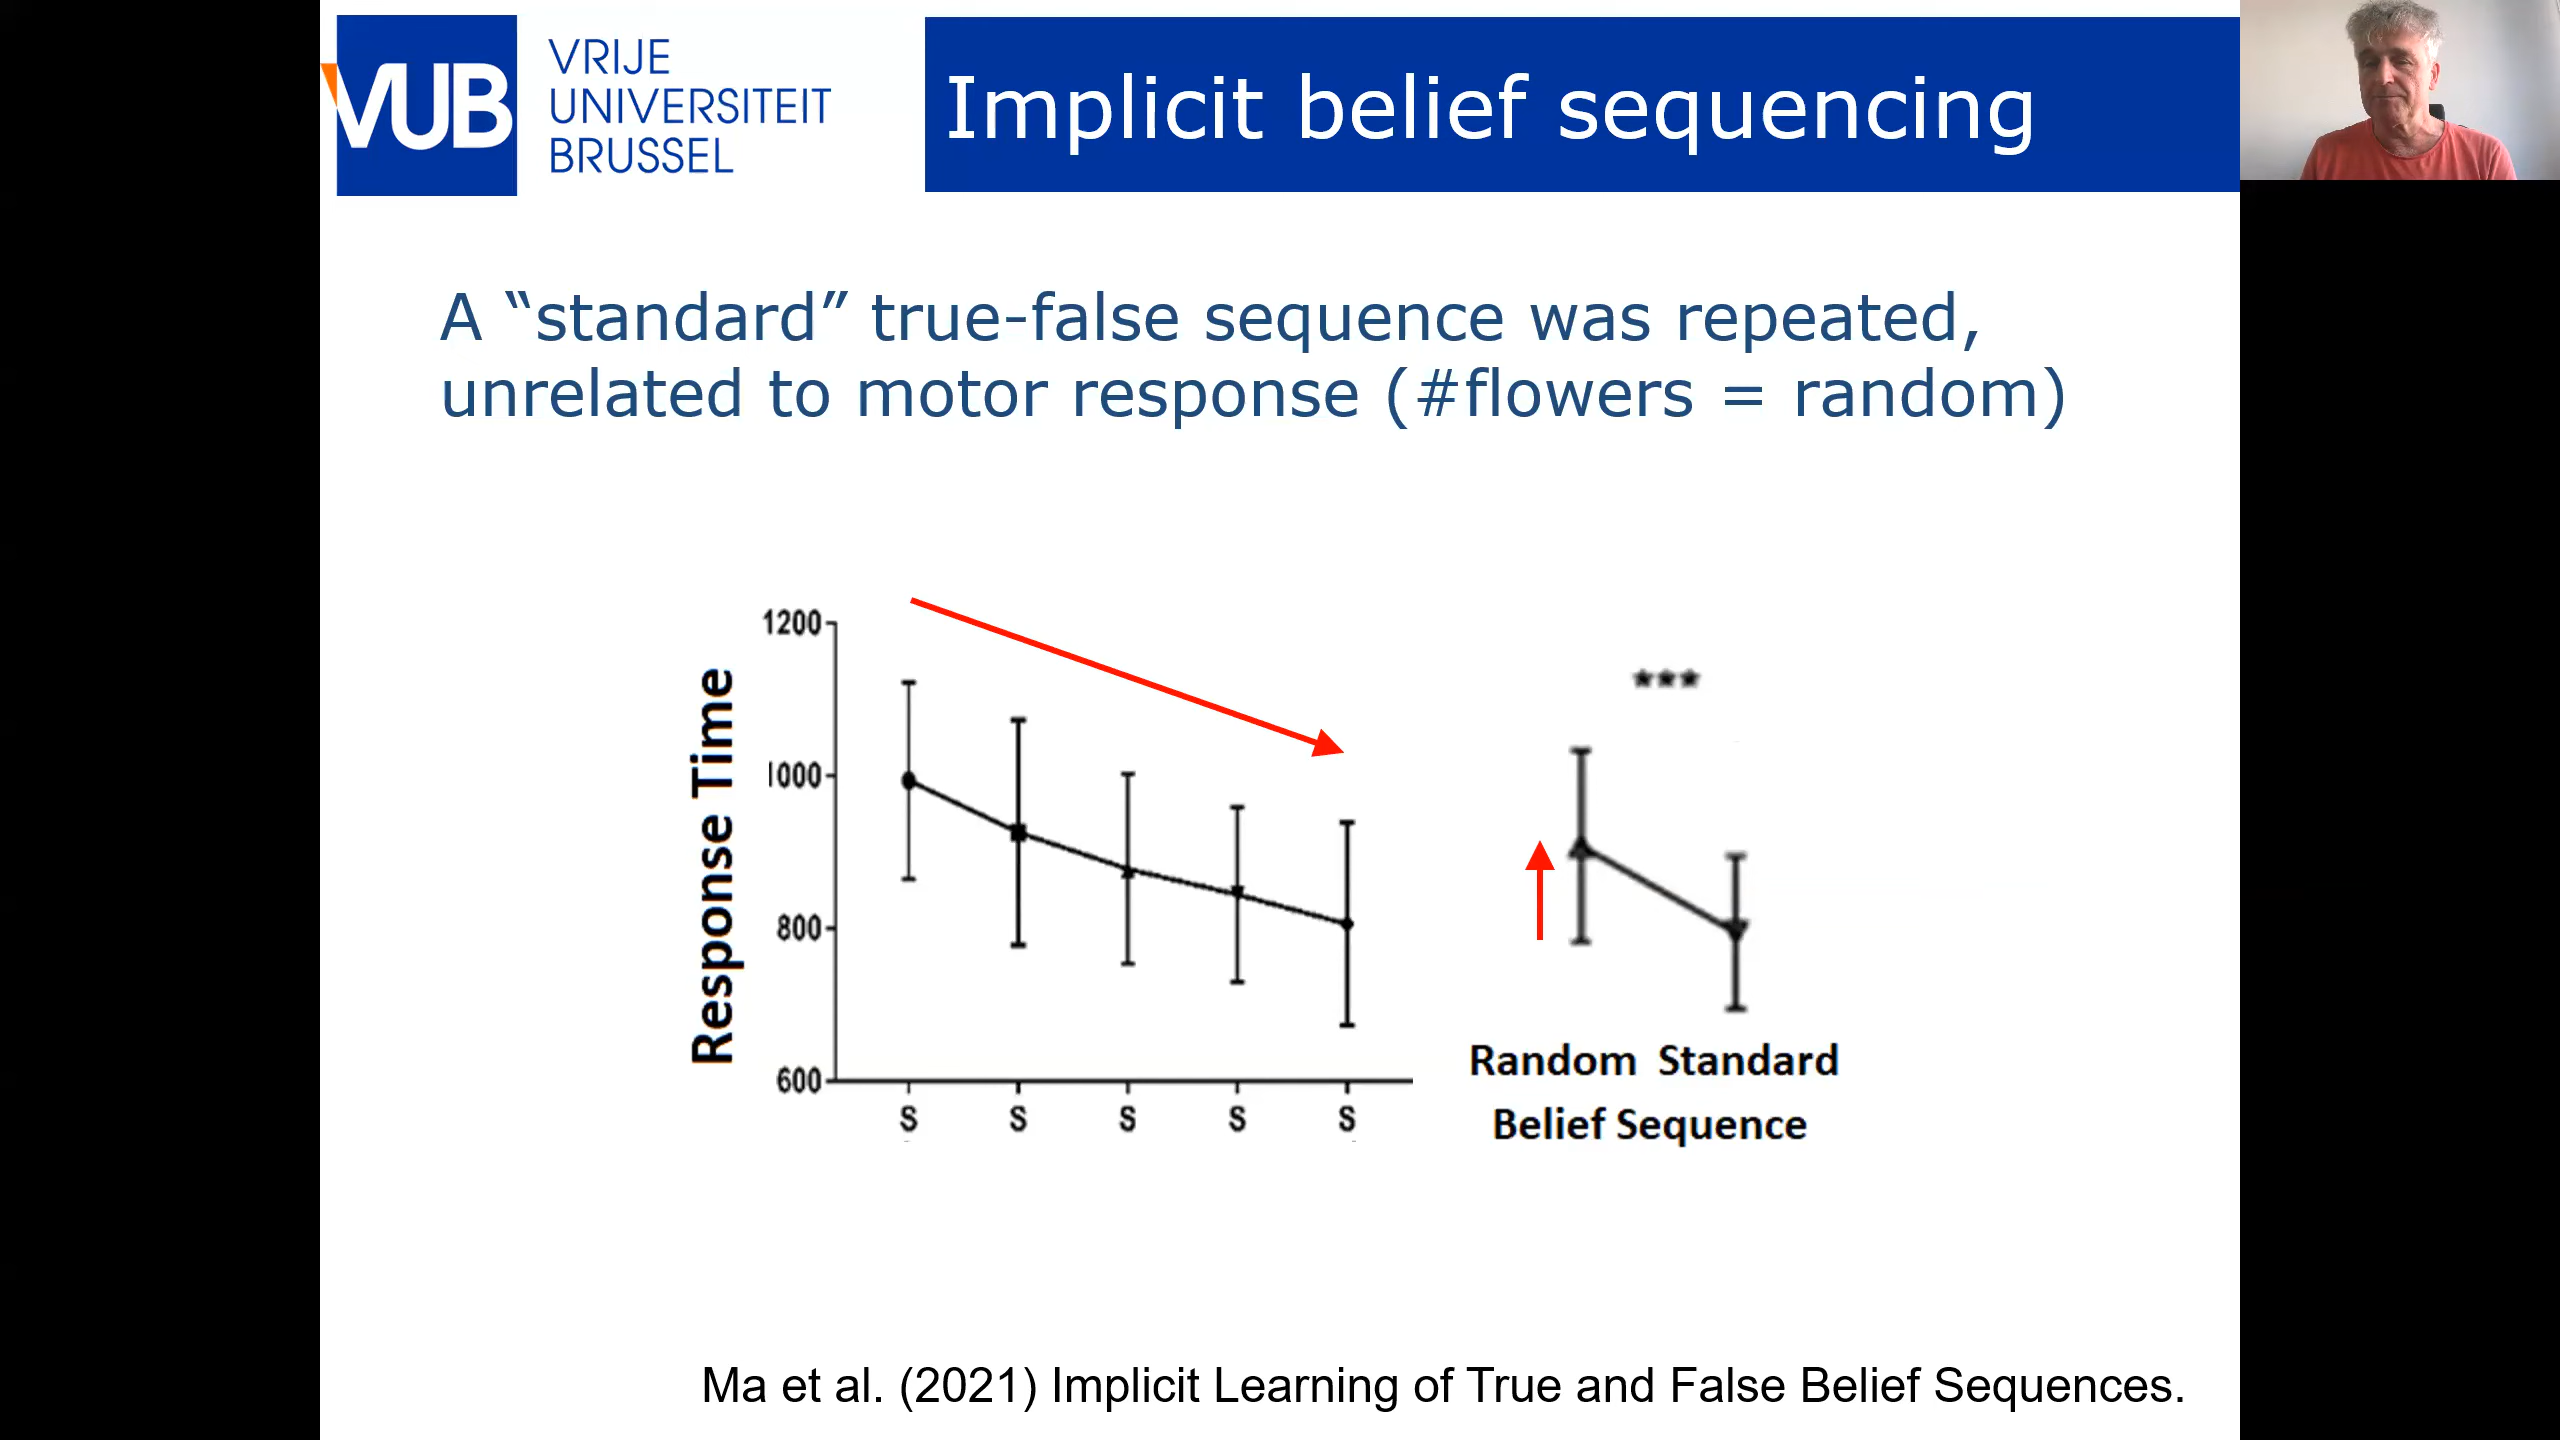 VUB
VRIJE
UNIVERSITEIT
BRUSSEL
Implicit belief sequencing
A “standard” true-false sequence was repeated,
unrelated to motor response (#flowers = random)
Response Time
1200
1000
800
600
S S S S S
***
Random Standard
Belief Sequence
Ma et al. (2021) Implicit Learning of True and False Belief Sequences.